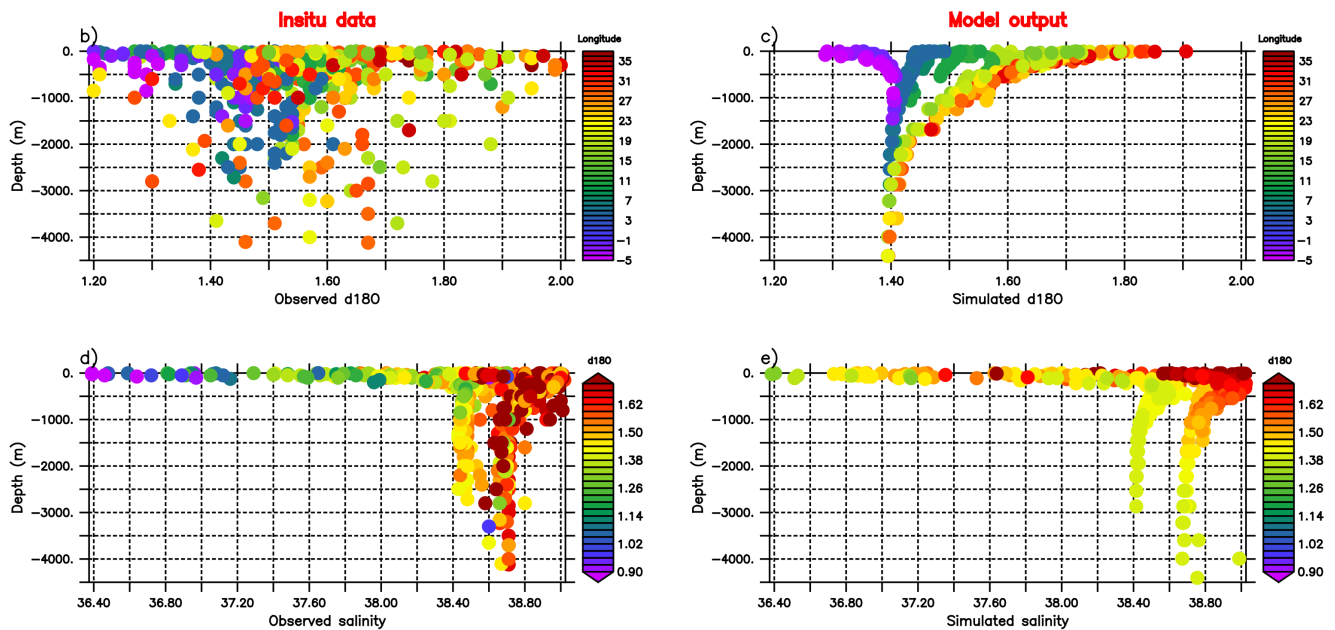 Insitu data
Model output
b)
Longitude
0.
-1000.
-2000.
-3000.
-4000.
Depth (m)
1.20 1.40 1.60 1.80 2.00
Observed d18O
35
31
27
23
19
15
11
7
3
-1
-5
c)
Longitude
0.
-1000.
-2000.
-3000.
-4000.
Depth (m)
1.20 1.40 1.60 1.80 2.00
Simulated d18O
35
31
27
23
19
15
11
7
3
-1
-5
d)
d18O
0.
-1000.
-2000.
-3000.
-4000.
Depth (m)
36.40 36.80 37.20 37.60 38.00 38.40 38.80
Observed salinity
1.62
1.50
1.38
1.26
1.14
1.02
0.90
e)
d18O
0.
-1000.
-2000.
-3000.
-4000.
Depth (m)
36.40 36.80 37.20 37.60 38.00 38.40 38.80
Simulated salinity
1.62
1.50
1.38
1.26
1.14
1.02
0.90